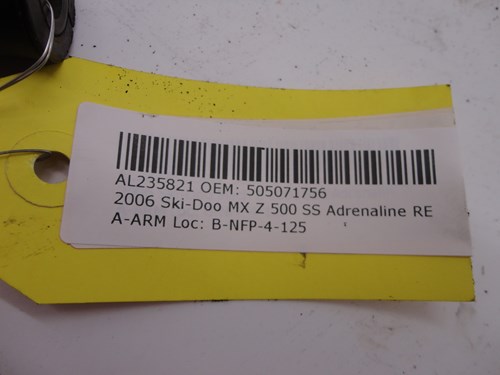 AL235821 OEM: 505071756
2006 Ski-Doo MX Z 500 SS Adrenaline RE
A-ARM Loc: B-NFP-4-125